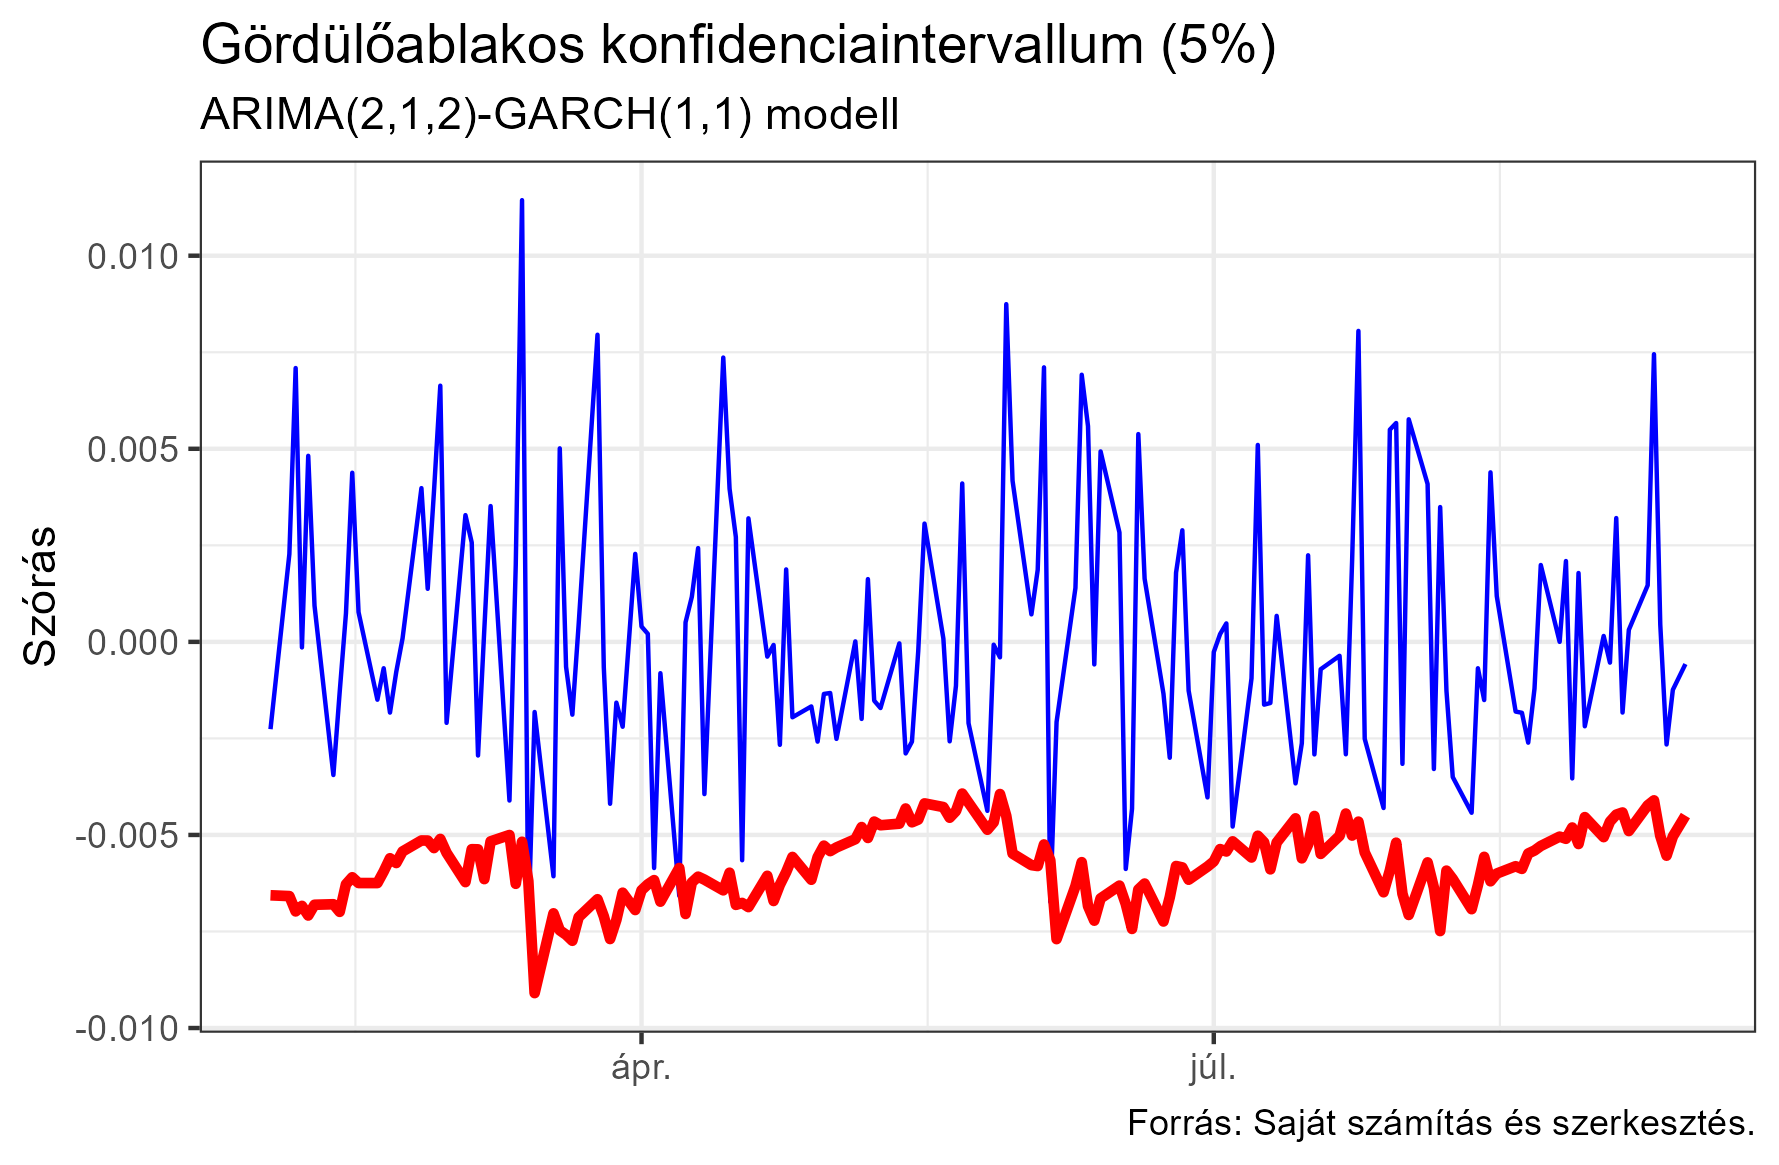 Gördülőablakos konfidenciaintervallum (5%)
ARIMA(2,1,2)-GARCH(1,1) modell
Szórás
0.010
0.005
0.000
-0.005
-0.010
ápr.
júl.
Forrás: Saját számítás és szerkesztés.